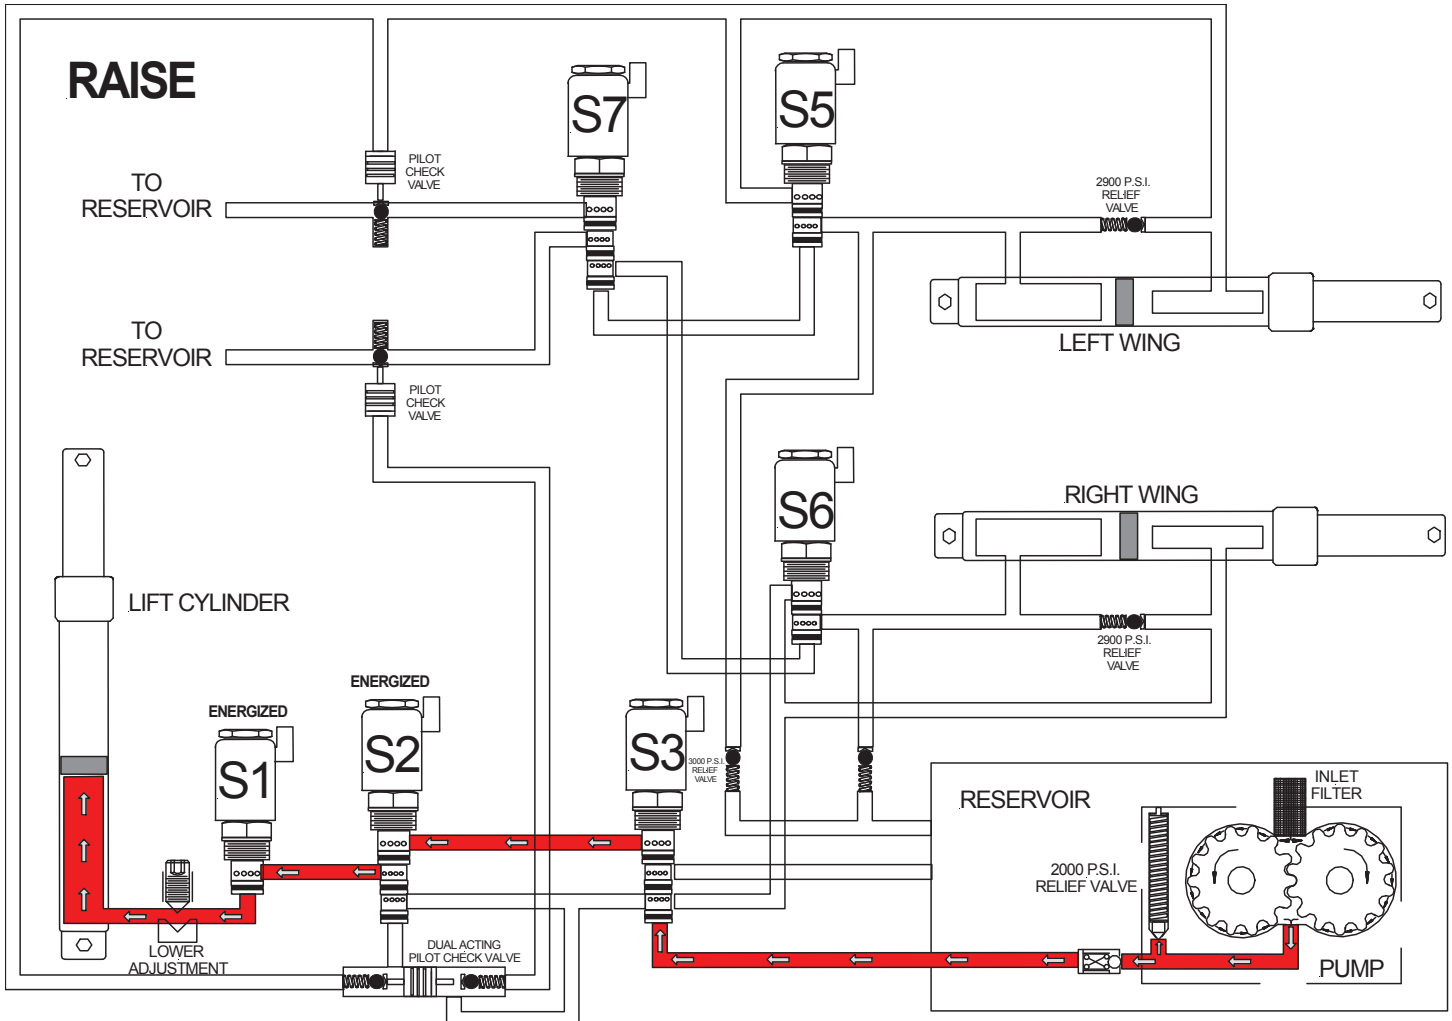 RAISE
S7
S5
PILOT
CHECK
VALVE
TO
RESERVOIR
2900 P.S.I.
RELIEF
VALVE
TO
RESERVOIR
LEFT WING
PILOT
CHECK
VALVE
S6
RIGHT WING
LIFT CYLINDER
2900 P.S.I.
RELIEF
VALVE
ENERGIZED
ENERGIZED
S1
S2
S3
3000 P.S.I.
RELIEF
VALVE
RESERVOIR
INLET
FILTER
2000 P.S.I.
RELIEF VALVE
LOWER
ADJUSTMENT
DUAL ACTING
PILOT CHECK VALVE
PUMP